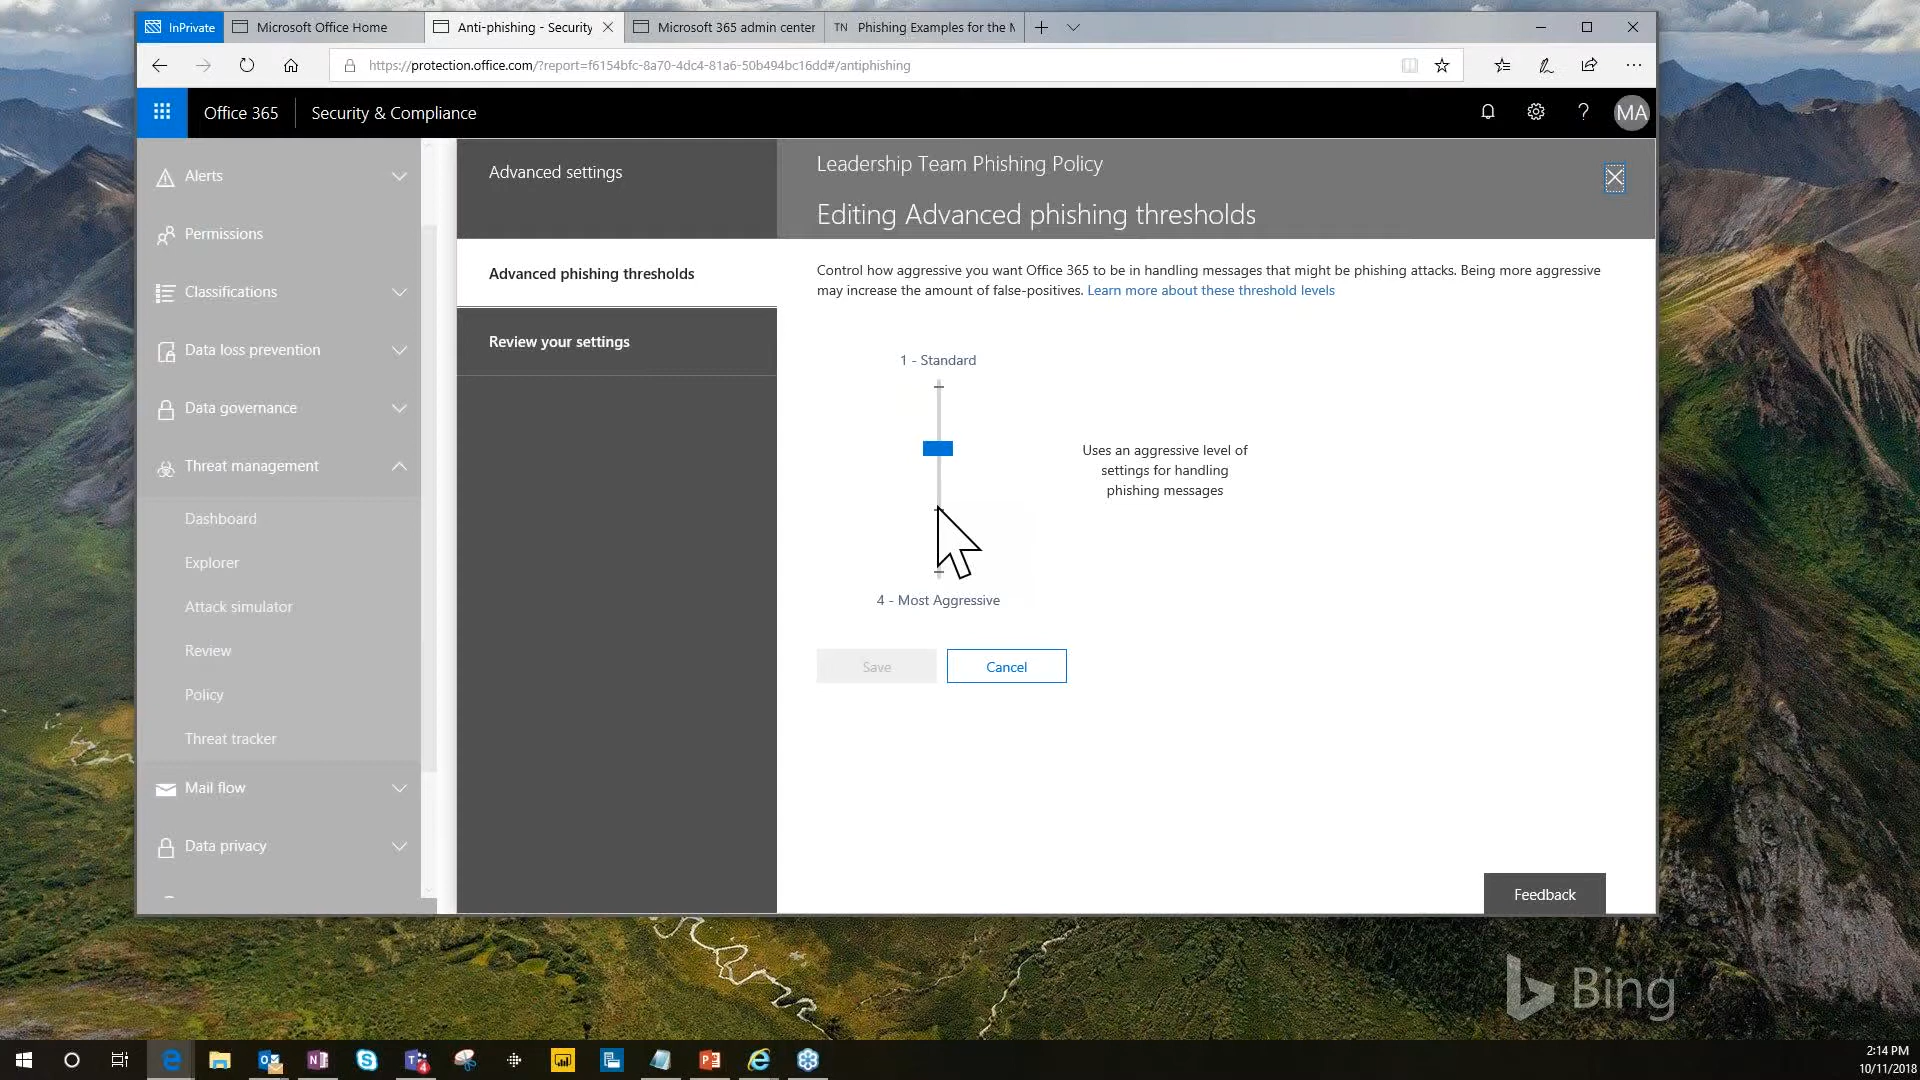 InPrivate
Microsoft Office Home
Anti-phishing - Security
Microsoft 365 admin center
TN Phishing Examples for the M
https://protection.office.com/?report=f6154bfc-8a70-4dc4-81a6-50b494bc16dd#/antiphishing
Office 365
Security & Compliance
MA
Alerts
Permissions
Classifications
Data loss prevention
Data governance
Threat management
Dashboard
Explorer
Attack simulator
Review
Policy
Threat tracker
Mail flow
Data privacy
Advanced settings
Advanced phishing thresholds
Review your settings
Leadership Team Phishing Policy
Editing Advanced phishing thresholds
Control how aggressive you want Office 365 to be in handling messages that might be phishing attacks. Being more aggressive
may increase the amount of false-positives. Learn more about these threshold levels
1 - Standard
Uses an aggressive level of
settings for handling
phishing messages
4 - Most Aggressive
Save
Cancel
Feedback
Bing
2:14 PM
10/11/2018